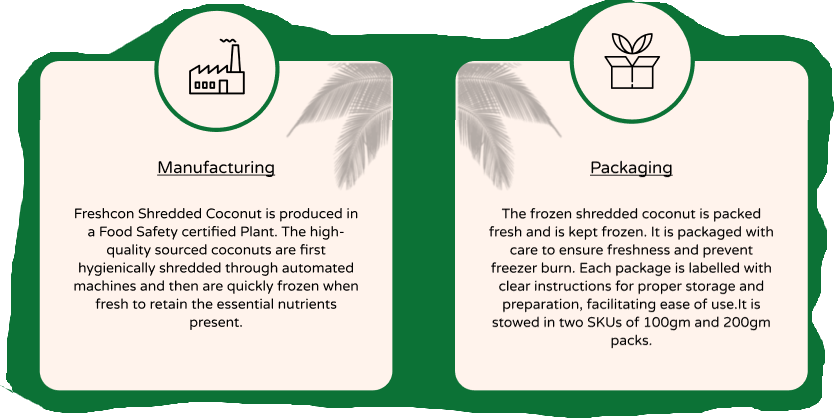 Manufacturing
Freshcon Shredded Coconut is produced in
a Food Safety certified Plant. The high-
quality sourced coconuts are first
hygienically shredded through automated
machines and then are quickly frozen when
fresh to retain the essential nutrients
present.
Packaging
The frozen shredded coconut is packed
fresh and is kept frozen. It is packaged with
care to ensure freshness and prevent
freezer burn. Each package is labelled with
clear instructions for proper storage and
preparation, facilitating ease of use.It is
stowed in two SKUs of 100gm and 200gm
packs.